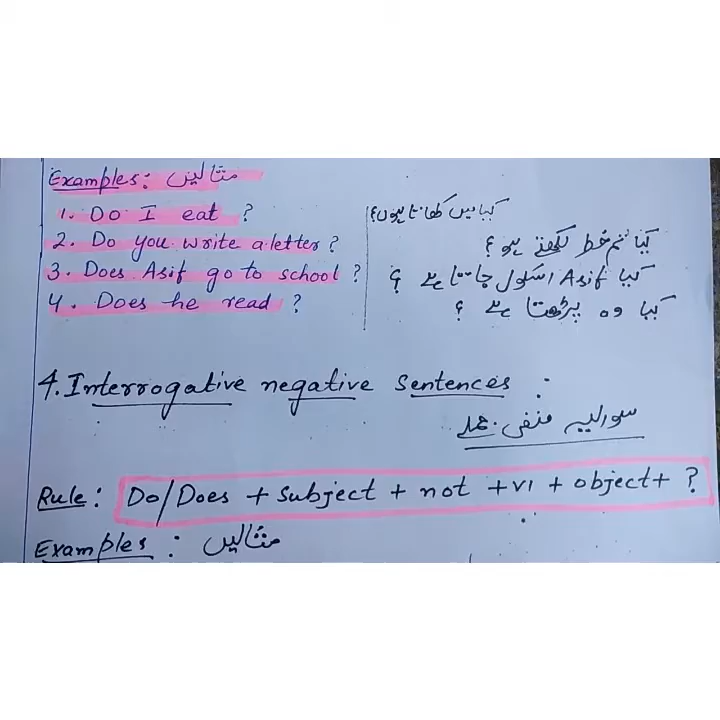 Examples: مثالیں
1. Do I eat ? کیا میں کھاتا ہوں؟
2. Do you write a letter ? کیا تم خط لکھتے ہو ؟
3. Does Asif go to school ? کیا Asif اسکول جاتا ہے ؟
4. Does he read ? کیا وہ پڑھتا ہے ؟
4. Interrogative negative sentences :
سوالیہ منفی جملے
Rule: Do/Does + subject + not + v1 + object + ?
Examples : مثالیں